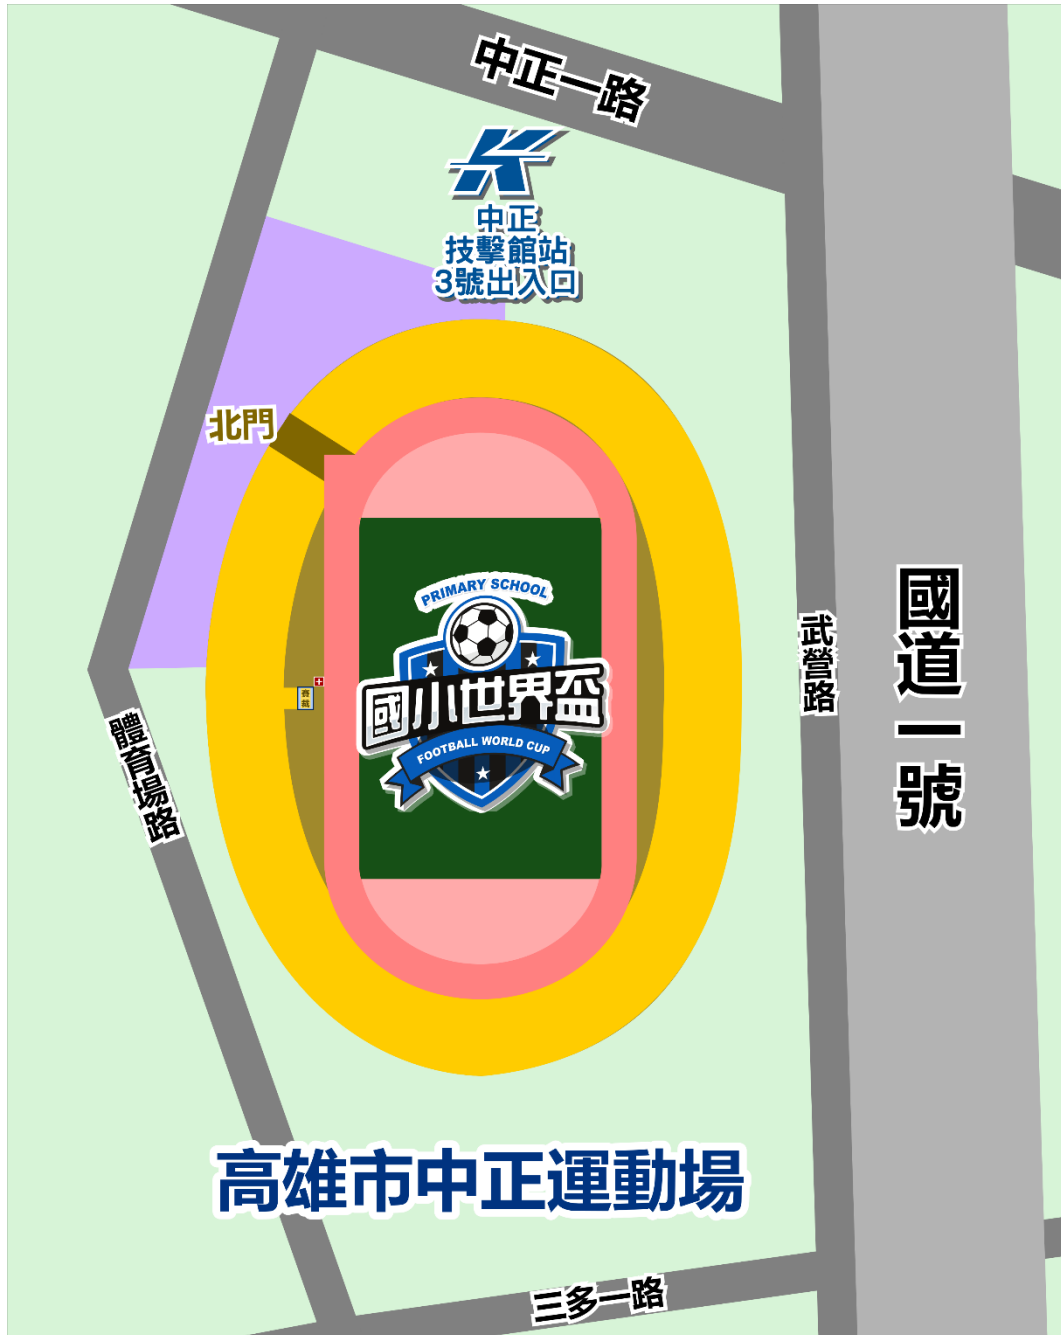 中正一路
中正
技擊館站
3號出入口
北門
PRIMARY SCHOOL
國小世界盃
FOOTBALL WORLD CUP
國道一號
武營路
體育場路
高雄市中正運動場
三多一路